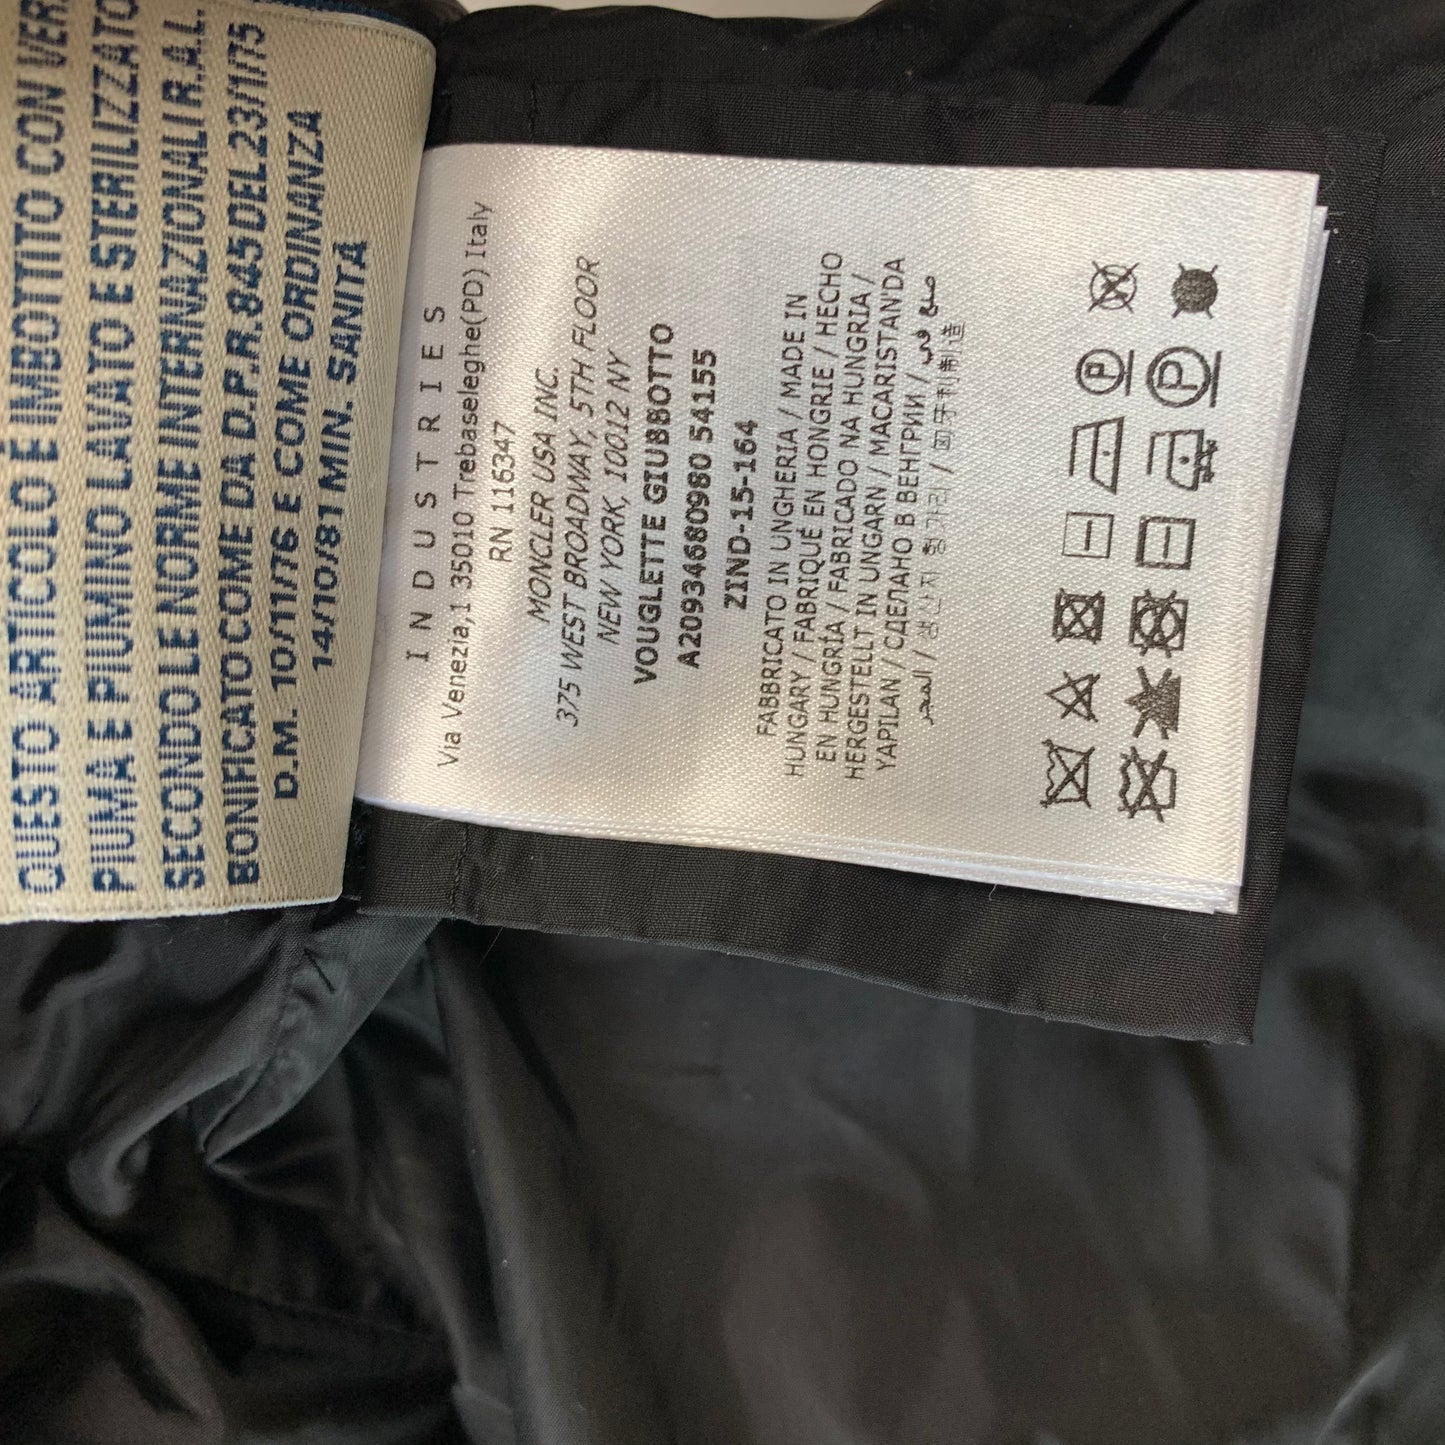 QUESTO ARTICOLO E IMBOTTITO CON VER
PIUMA E PIUMINO LAVATO E STERILIZZATO
SECONDO LE NORME INTERNAZIONALI R.A.L.
BONIFICATO COME DA D.P.R. 845 DEL 23/1/75
D.M. 10/11/76 E COME ORDINANZA
14/10/81 MIN. SANITÀ
INDUSTRIES
Via Venezia,1 35010 Trebaseleghe(PD) Italy
RN 116347
MONCLER USA INC.
375 WEST BROADWAY, 5TH FLOOR
NEW YORK, 10012 NY
VOUGLETTE GIUBBOTTO
A20934680980 54155
ZIND-15-164
FABBRICATO IN UNGHERIA / MADE IN
HUNGARY / FABRIQUÉ EN HONGRIE / HECHO
EN HUNGRÍA / FABRICADO NA HUNGRIA /
HERGESTELLT IN UNGARN / MACARISTANDA
YAPILAN / СДЕЛАНО В ВЕНГРИИ / صنع في
المجر / 헝가리 생산지 / 匈牙利制造
P
P